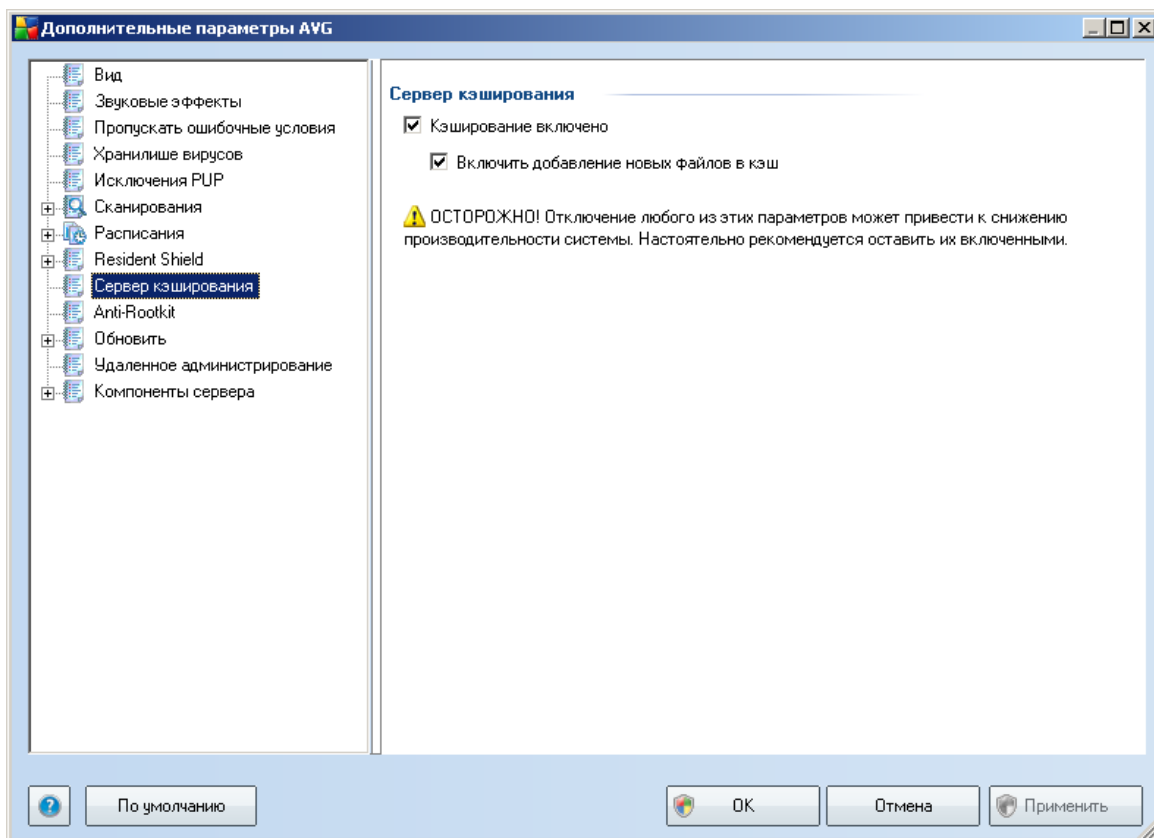 Дополнительные параметры AVG
Вид
Звуковые эффекты
Пропускать ошибочные условия
Хранилише вирусов
Исключения PUP
Сканирования
Расписания
Resident Shield
Сервер кэширования
Anti-Rootkit
Обновить
Удаленное администрирование
Компоненты сервера
Сервер кэширования
Кэширование включено
Включить добавление новых файлов в кэш
ОСТОРОЖНО! Отключение любого из этих параметров может привести к снижению
производительности системы. Настоятельно рекомендуется оставить их включенными.
По умолчанию
OK
Отмена
Применить